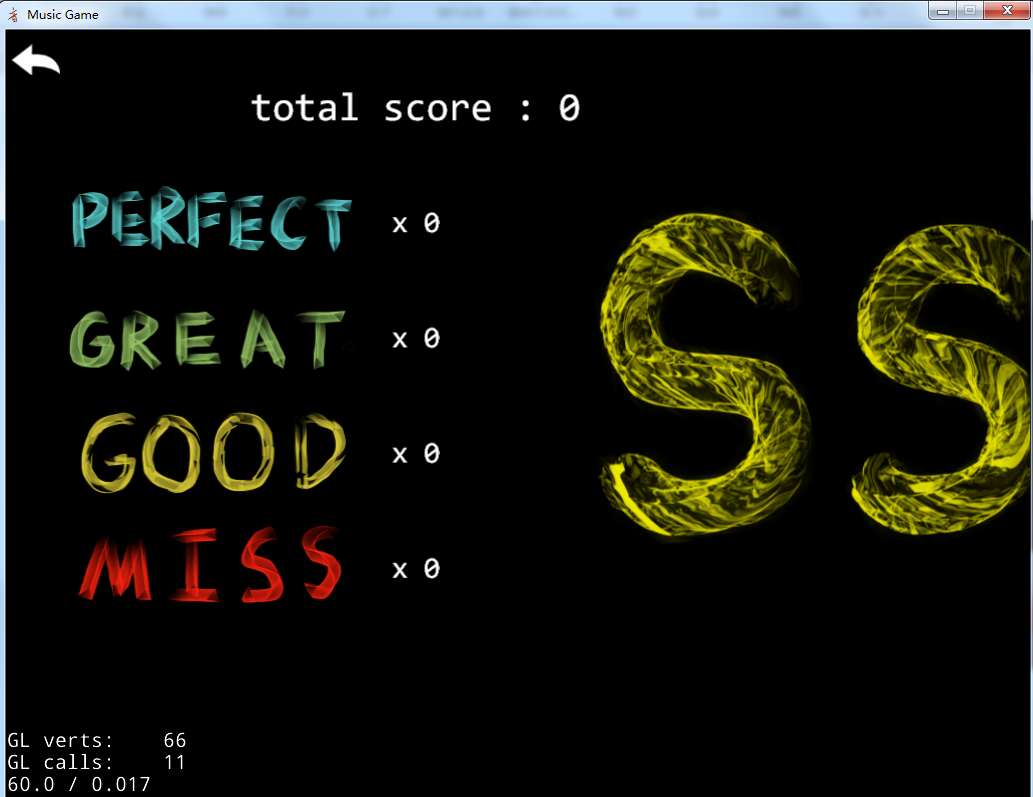 Music Game
total score : 0
PERFECT x 0
GREAT x 0
GOOD x 0
MISS x 0
SS
GL verts: 66
GL calls: 11
60.0 / 0.017